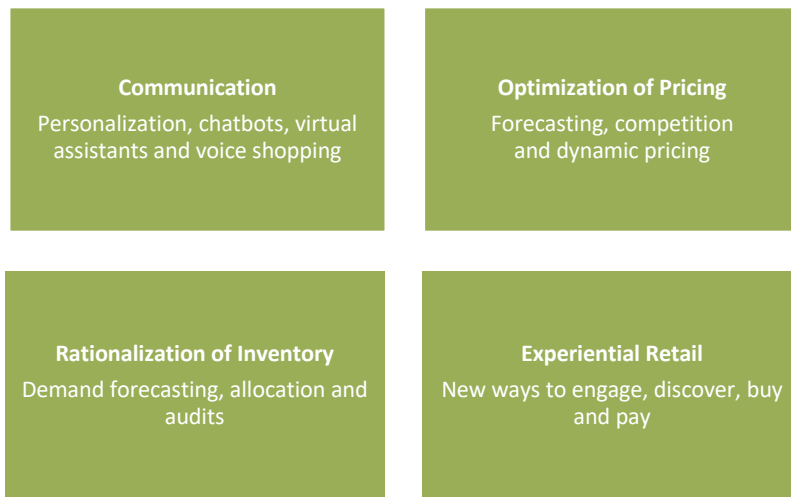 Communication
Personalization, chatbots, virtual
assistants and voice shopping
Optimization of Pricing
Forecasting, competition
and dynamic pricing
Rationalization of Inventory
Demand forecasting, allocation and
audits
Experiential Retail
New ways to engage, discover, buy
and pay